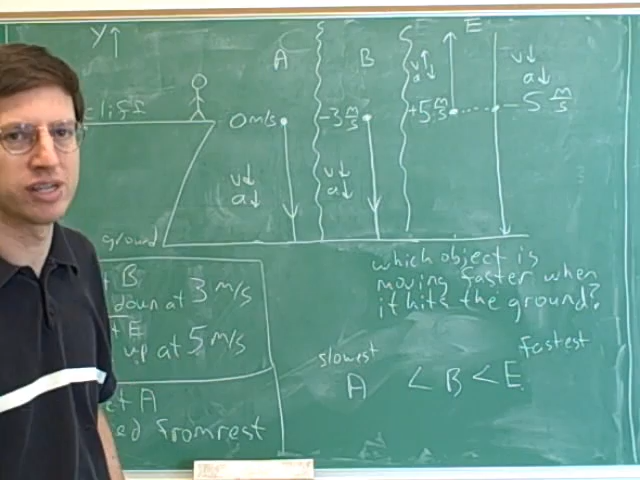 Y↑
cliff
ground
A
0 m/s
v↓
a↓
B
-3 m/s
v↓
a↓
E
v↑
a↓
+5 m/s
v↓
a↓
-5 m/s
B
down at 3 m/s
E
up at 5 m/s
A
from rest
which object is
moving faster when
it hits the ground?
slowest
fastest
A < B < E